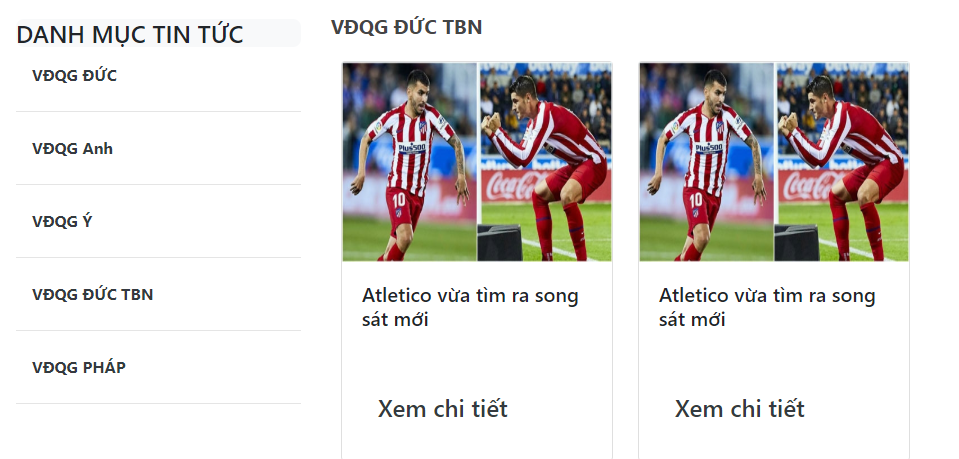 DANH MỤC TIN TỨC
VĐQG ĐỨC
VĐQG Anh
VĐQG Ý
VĐQG ĐỨC TBN
VĐQG PHÁP
VĐQG ĐỨC TBN
Plus500
10
Coca-Cola
Atletico vừa tìm ra song
sát mới
Xem chi tiết
Plus500
10
Coca-Cola
Atletico vừa tìm ra song
sát mới
Xem chi tiết